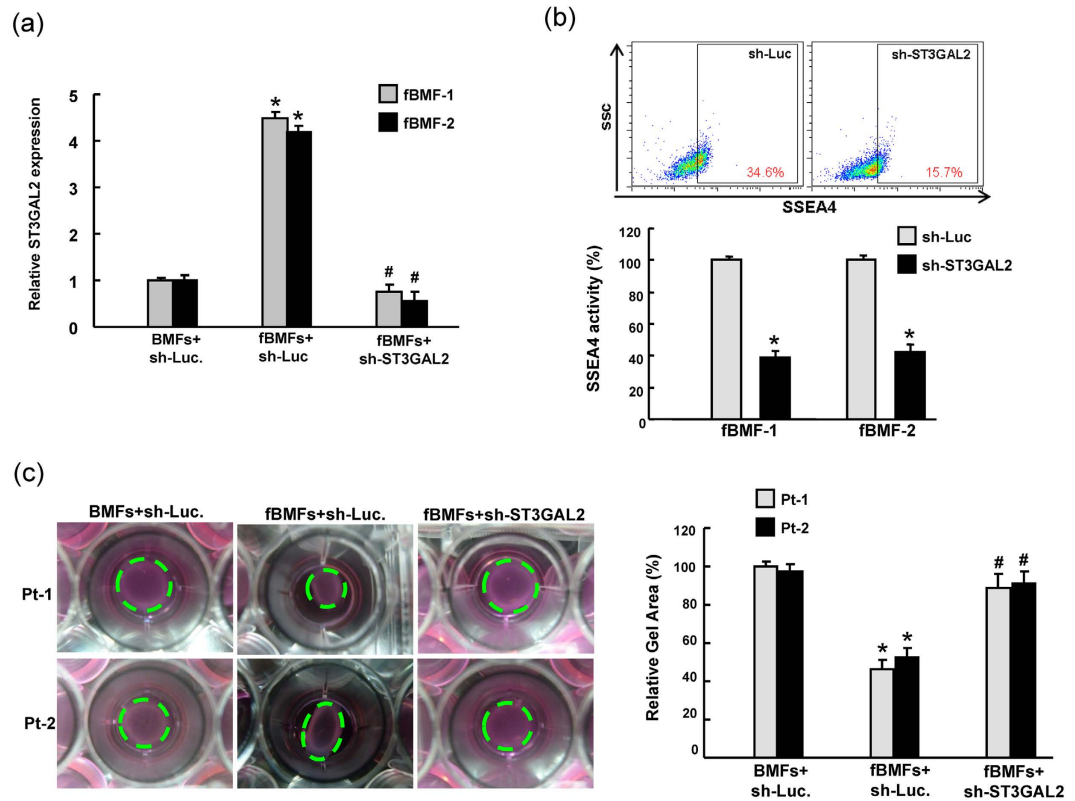 (a)
Relative ST3GAL2 expression
5
4
3
2
1
0
fBMF-1
fBMF-2
*
*
#
#
BMFs+
sh-Luc.
fBMFs+
sh-Luc
fBMFs+
sh-ST3GAL2
(b)
ssc
sh-Luc
34.6%
sh-ST3GAL2
15.7%
SSEA4
SSEA4 activity (%)
120
100
80
60
40
20
0
sh-Luc
sh-ST3GAL2
*
*
fBMF-1
fBMF-2
(c)
BMFs+sh-Luc.
fBMFs+sh-Luc.
fBMFs+sh-ST3GAL2
Pt-1
Pt-2
Relative Gel Area (%)
120
100
80
60
40
20
0
Pt-1
Pt-2
*
*
#
#
BMFs+
sh-Luc.
fBMFs+
sh-Luc.
fBMFs+
sh-ST3GAL2